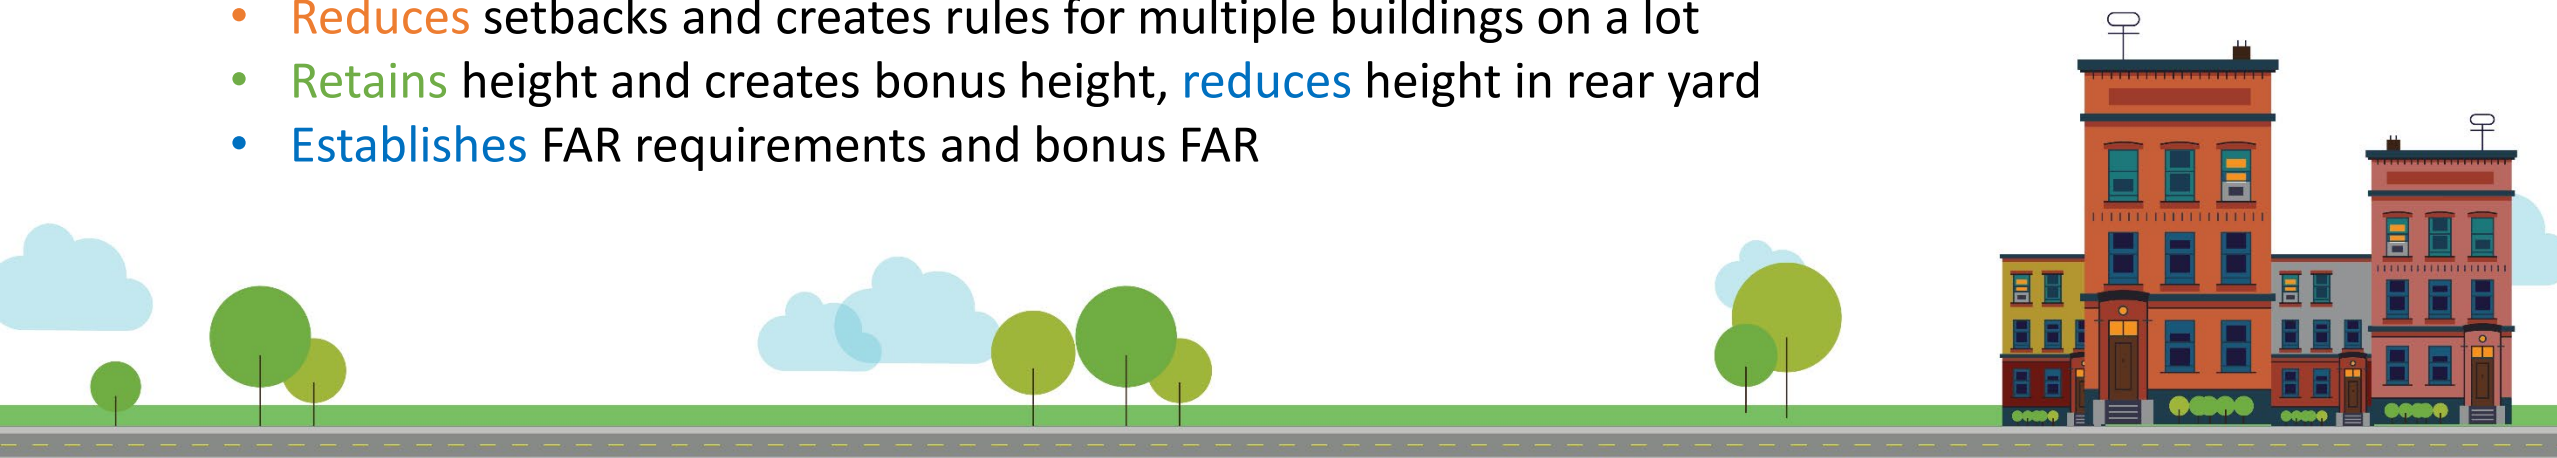 • Reduces setbacks and creates rules for multiple buildings on a lot
• Retains height and creates bonus height, reduces height in rear yard
• Establishes FAR requirements and bonus FAR